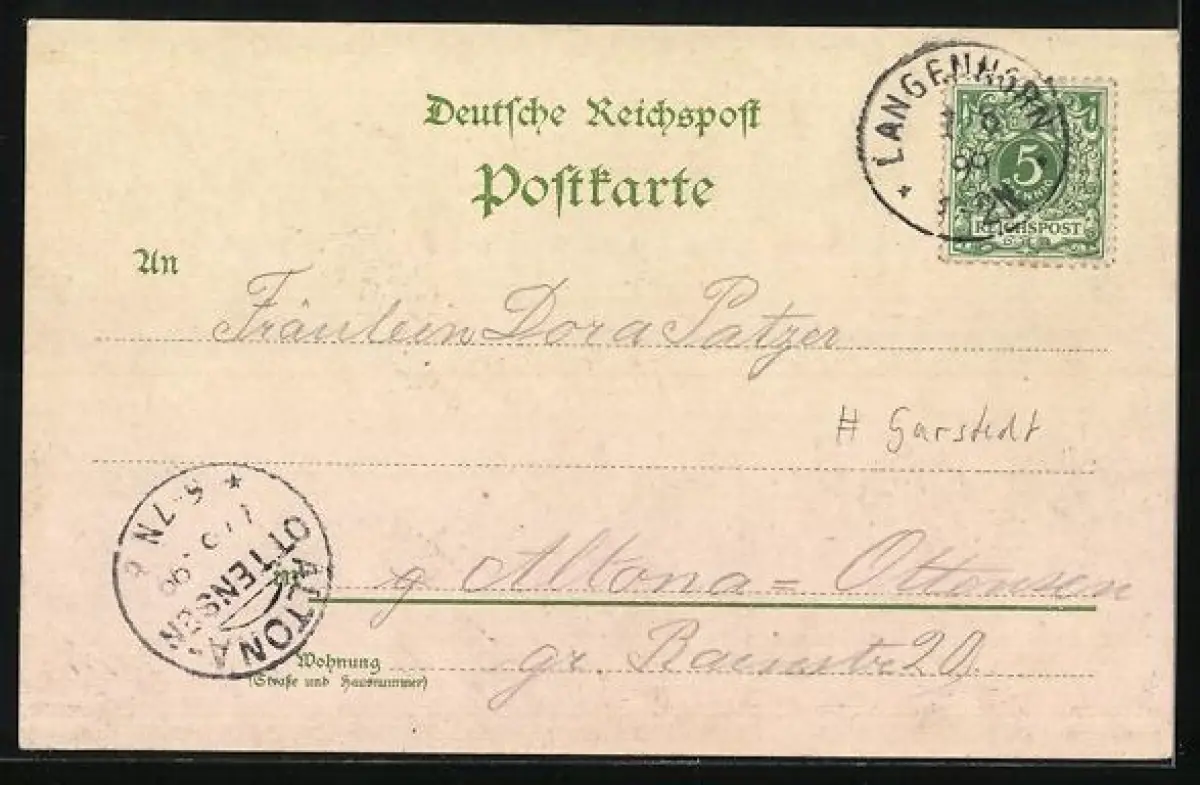 Deutsche Reichspost
Postkarte
LANGENHORN
5
REICHSPOST
An
Fräulein Dora Patzer
# Garstedt
ALTONA-OTTENSEN
Altona=Ottensen
Wohnung
(Straße und Hausnummer)
gr. 20.